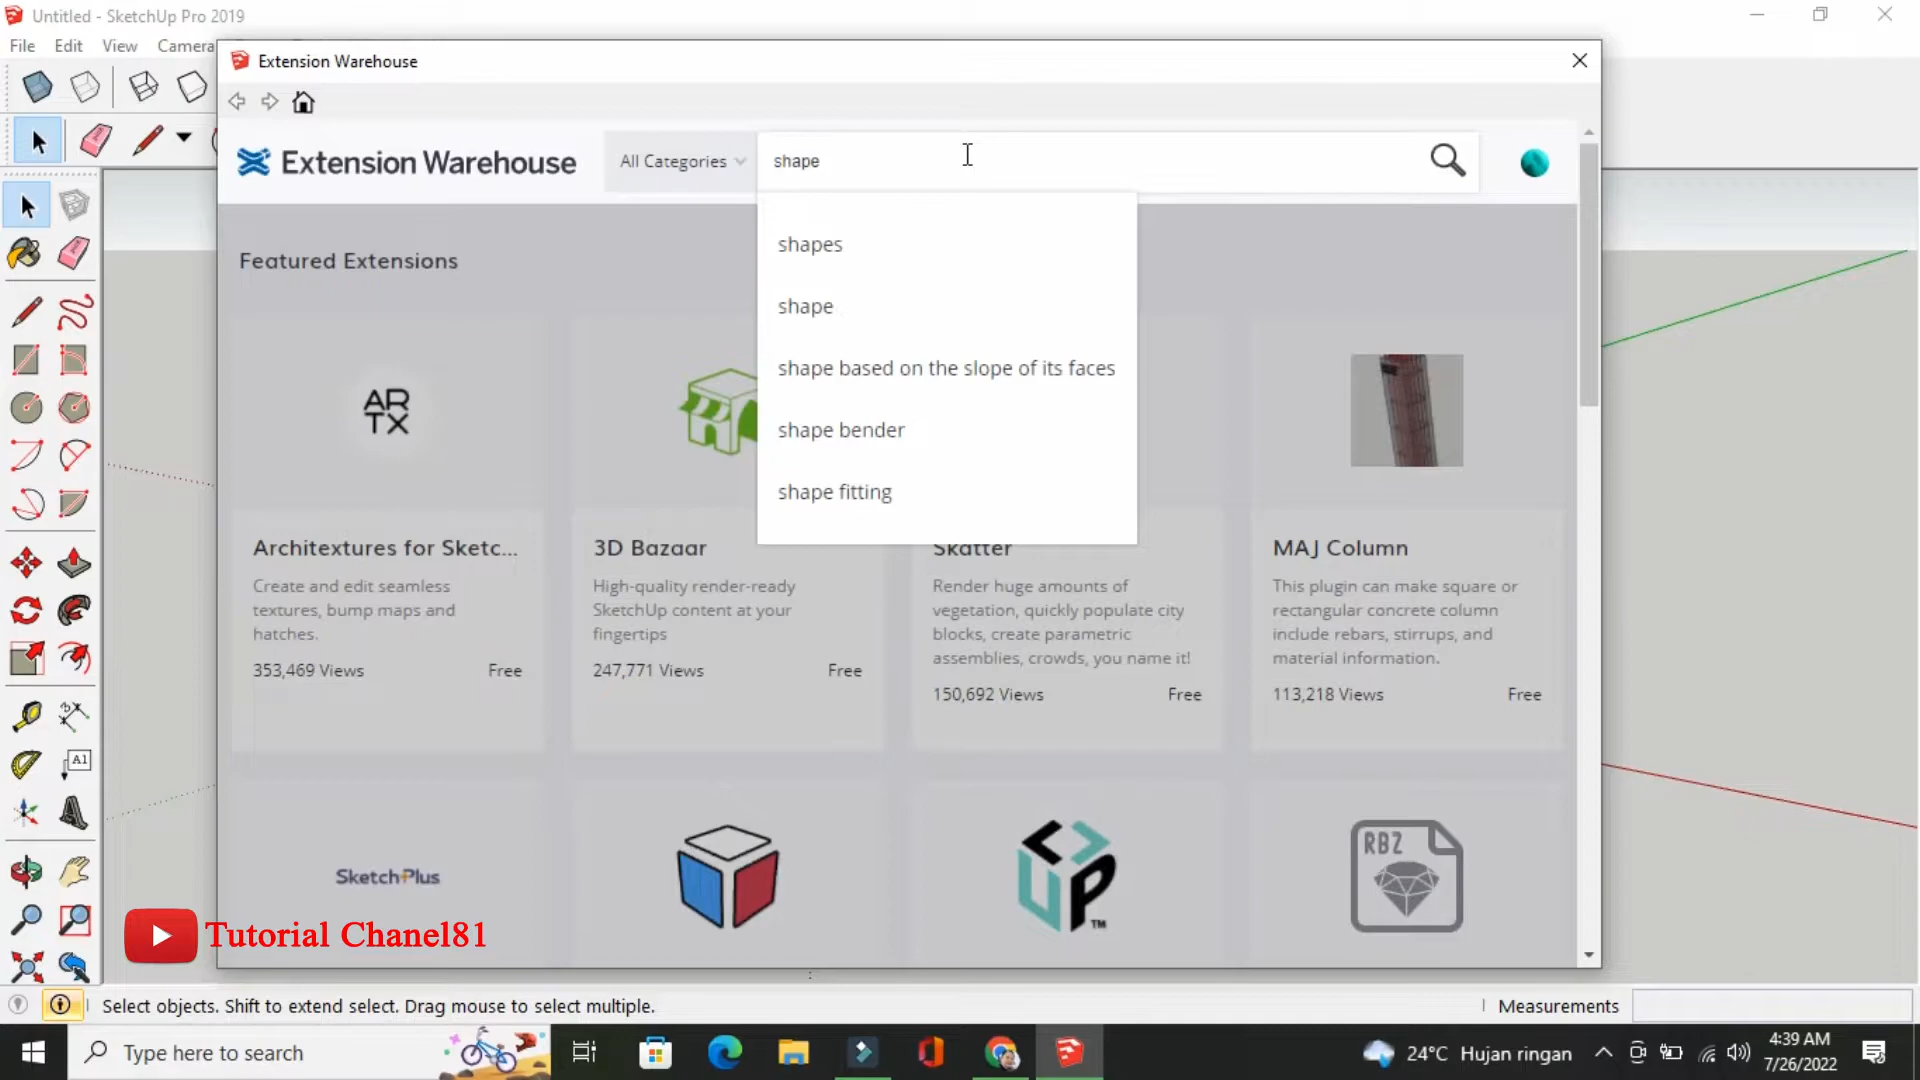 Untitled - SketchUp Pro 2019
File Edit View Camera
Extension Warehouse
Extension Warehouse
All Categories
shape
shapes
shape
shape based on the slope of its faces
shape bender
shape fitting
Featured Extensions
AR
TX
Architextures for Sketc...
Create and edit seamless
textures, bump maps and
hatches.
353,469 Views Free
3D Bazaar
High-quality render-ready
SketchUp content at your
fingertips
247,771 Views Free
Skatter
Render huge amounts of
vegetation, quickly populate city
blocks, create parametric
assemblies, crowds, you name it!
150,692 Views Free
MAJ Column
This plugin can make square or
rectangular concrete column
include rebars, stirrups, and
material information.
113,218 Views Free
A1
SketchPlus
UP™
RBZ
Tutorial Chanel81
Select objects. Shift to extend select. Drag mouse to select multiple.
Measurements
Type here to search
24°C Hujan ringan
4:39 AM
7/26/2022